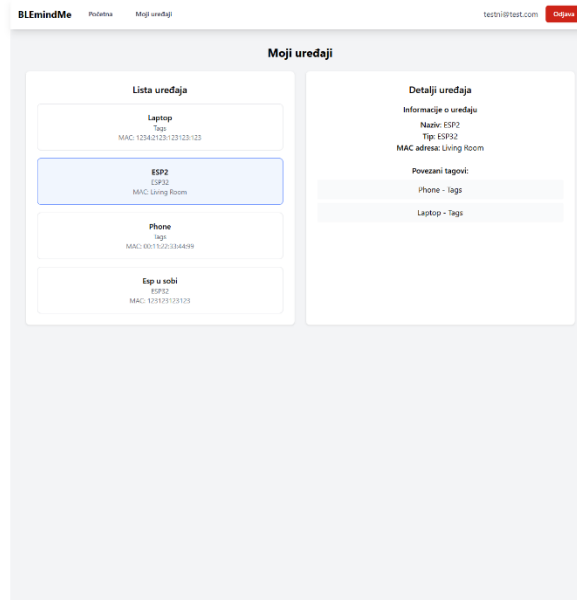 BLEmindMe Početna Moji uređaji testni@test.com Odjava
Moji uređaji
Lista uređaja
Laptop
Tags
MAC: 1234:2123:123123:123
ESP2
ESP32
MAC: Living Room
Phone
Tags
MAC: 00:11:22:33:44:99
Esp u sobi
ESP32
MAC: 123123123123
Detalji uređaja
Informacije o uređaju
Naziv: ESP2
Tip: ESP32
MAC adresa: Living Room
Povezani tagovi:
Phone - Tags
Laptop - Tags